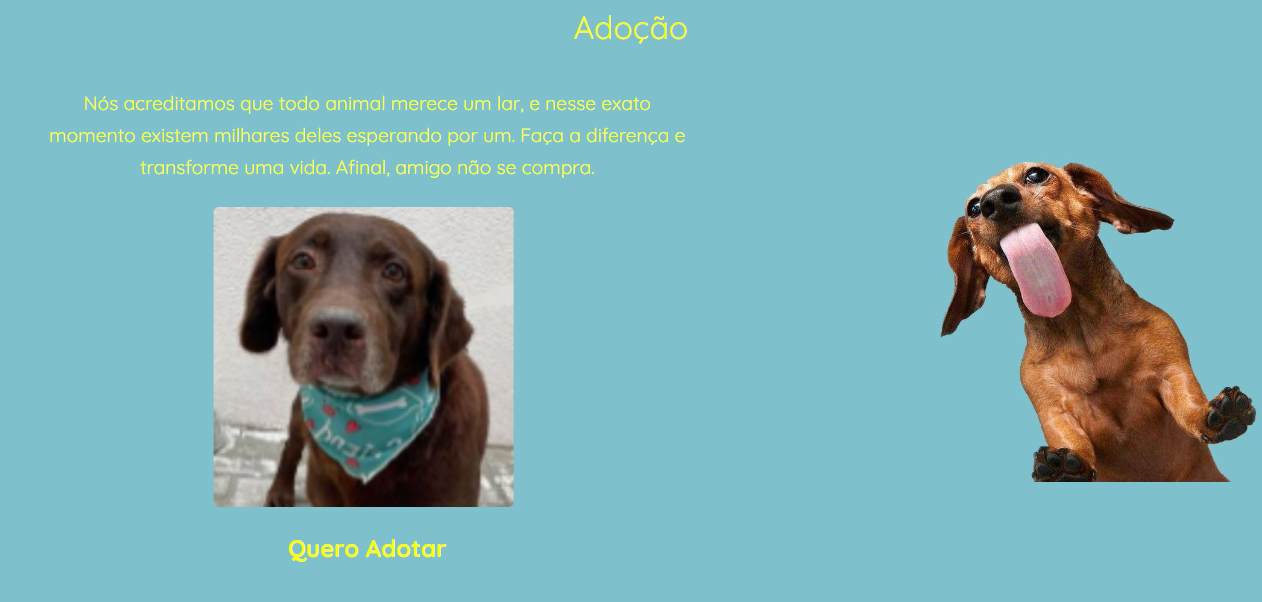 Adoção
Nós acreditamos que todo animal merece um lar, e nesse exato
momento existem milhares deles esperando por um. Faça a diferença e
transforme uma vida. Afinal, amigo não se compra.
Quero Adotar